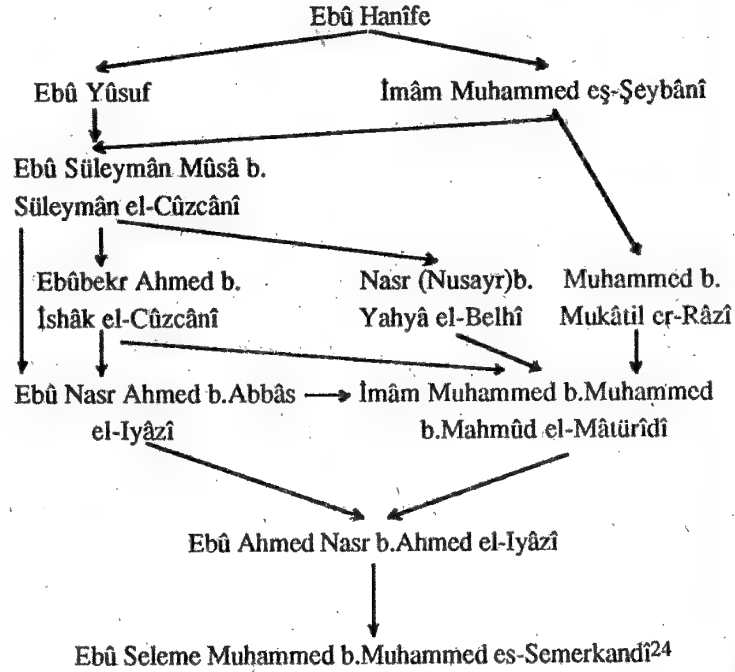 Ebû Hanîfe
Ebû Yûsuf
İmâm Muhammed eş-Şeybânî
Ebû Süleymân Mûsâ b.
Süleymân el-Cûzcânî
Ebûbekr Ahmed b.
İshâk el-Cûzcânî
Nasr (Nusayr)b.
Yahyâ el-Belhî
Muhammed b.
Mukâtil er-Râzî
Ebû Nasr Ahmed b.Abbâs
el-Iyâzî
İmâm Muhammed b.Muhammed
b.Mahmûd el-Mâtürîdî
Ebû Ahmed Nasr b.Ahmed el-Iyâzî
Ebû Seleme Muhammed b.Muhammed es-Semerkandî24